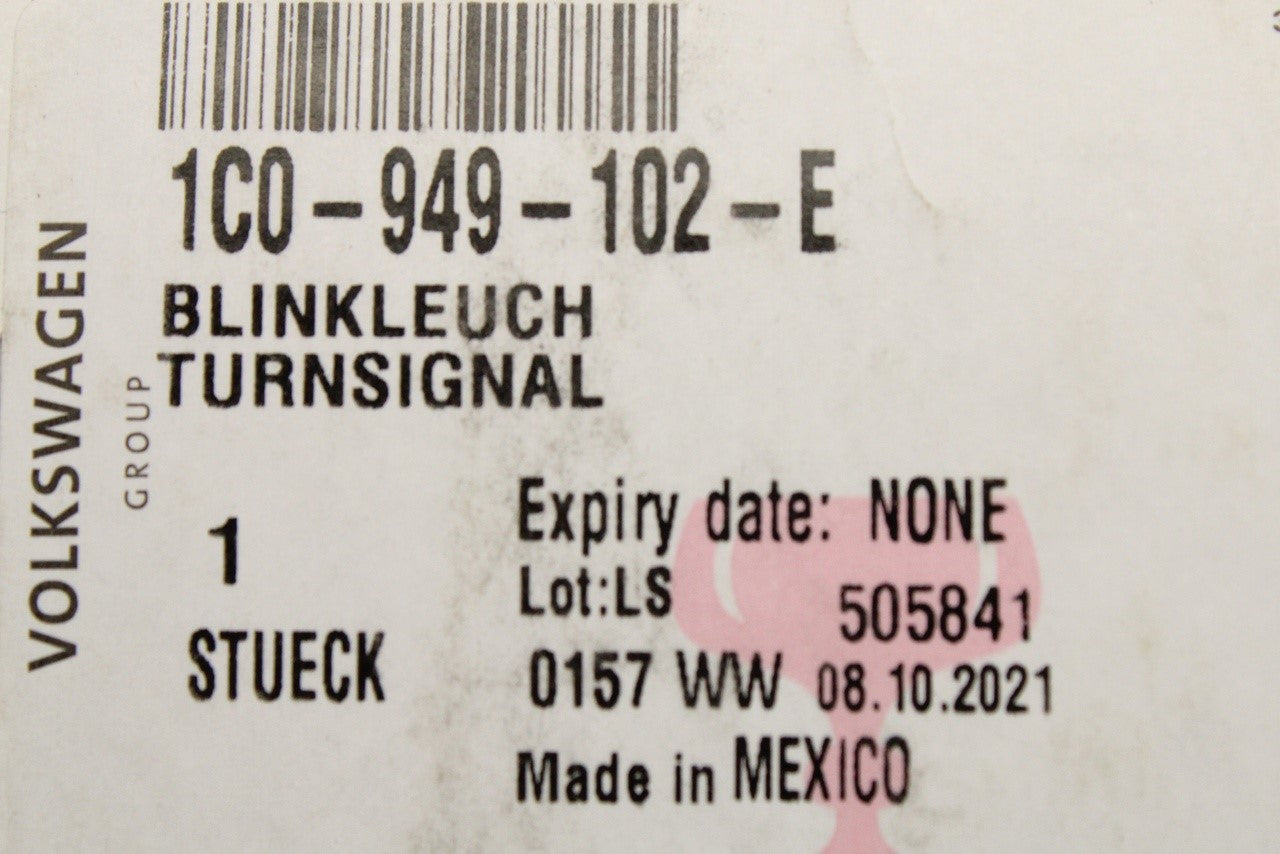 1C0-949-102-E
BLINKLEUCH
TURNSIGNAL
VOLKSWAGEN
GROUP
1
STUECK
Expiry date: NONE
Lot:LS 505841
0157 WW 08.10.2021
Made in MEXICO